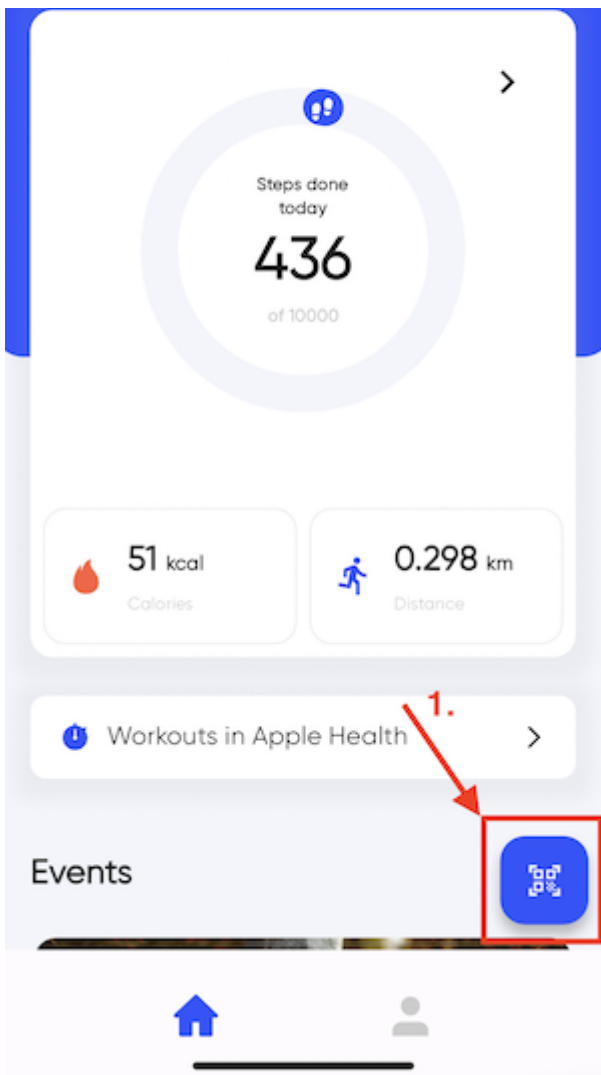 Steps done
today
436
of 10000
51 kcal
Calories
0.298 km
Distance
1.
Workouts in Apple Health
Events